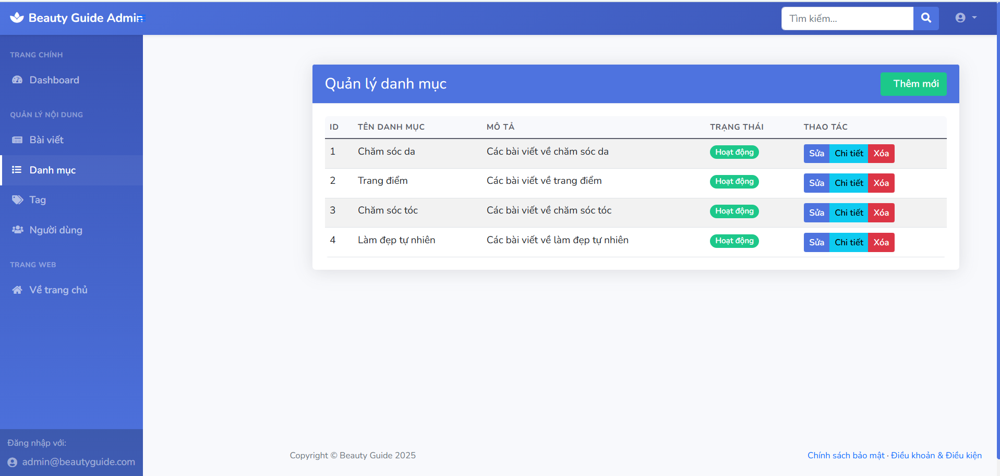 Beauty Guide Admin
Tìm kiếm...
TRANG CHÍNH
Dashboard
QUẢN LÝ NỘI DUNG
Bài viết
Danh mục
Tag
Người dùng
TRANG WEB
Về trang chủ
Đăng nhập với:
admin@beautyguide.com
Quản lý danh mục
Thêm mới
ID TÊN DANH MỤC MÔ TẢ TRẠNG THÁI THAO TÁC
1 Chăm sóc da Các bài viết về chăm sóc da Hoạt động Sửa Chi tiết Xóa
2 Trang điểm Các bài viết về trang điểm Hoạt động Sửa Chi tiết Xóa
3 Chăm sóc tóc Các bài viết về chăm sóc tóc Hoạt động Sửa Chi tiết Xóa
4 Làm đẹp tự nhiên Các bài viết về làm đẹp tự nhiên Hoạt động Sửa Chi tiết Xóa
Copyright © Beauty Guide 2025
Chính sách bảo mật · Điều khoản & Điều kiện